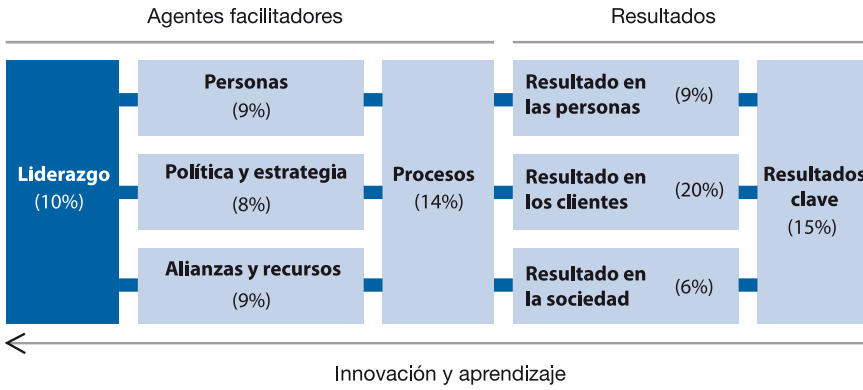 Agentes facilitadores
Resultados
Liderazgo
(10%)
Personas
(9%)
Política y estrategia
(8%)
Alianzas y recursos
(9%)
Procesos
(14%)
Resultado en
las personas
(9%)
Resultado en
los clientes
(20%)
Resultado en
la sociedad
(6%)
Resultados
clave
(15%)
Innovación y aprendizaje